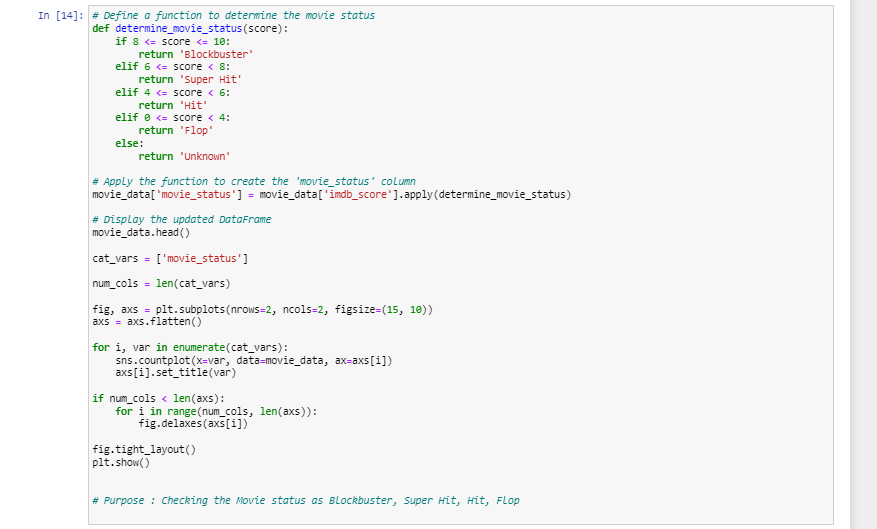 In [14]: # Define a function to determine the movie status
def determine_movie_status(score):
    if 8 <= score <= 10:
        return 'Blockbuster'
    elif 6 <= score < 8:
        return 'Super Hit'
    elif 4 <= score < 6:
        return 'Hit'
    elif 0 <= score < 4:
        return 'Flop'
    else:
        return 'Unknown'

# Apply the function to create the 'movie_status' column
movie_data['movie_status'] = movie_data['imdb_score'].apply(determine_movie_status)

# Display the updated DataFrame
movie_data.head()

cat_vars = ['movie_status']

num_cols = len(cat_vars)

fig, axs = plt.subplots(nrows=2, ncols=2, figsize=(15, 10))
axs = axs.flatten()

for i, var in enumerate(cat_vars):
    sns.countplot(x=var, data=movie_data, ax=axs[i])
    axs[i].set_title(var)

if num_cols < len(axs):
    for i in range(num_cols, len(axs)):
        fig.delaxes(axs[i])

fig.tight_layout()
plt.show()

# Purpose : Checking the Movie status as Blockbuster, Super Hit, Hit, Flop